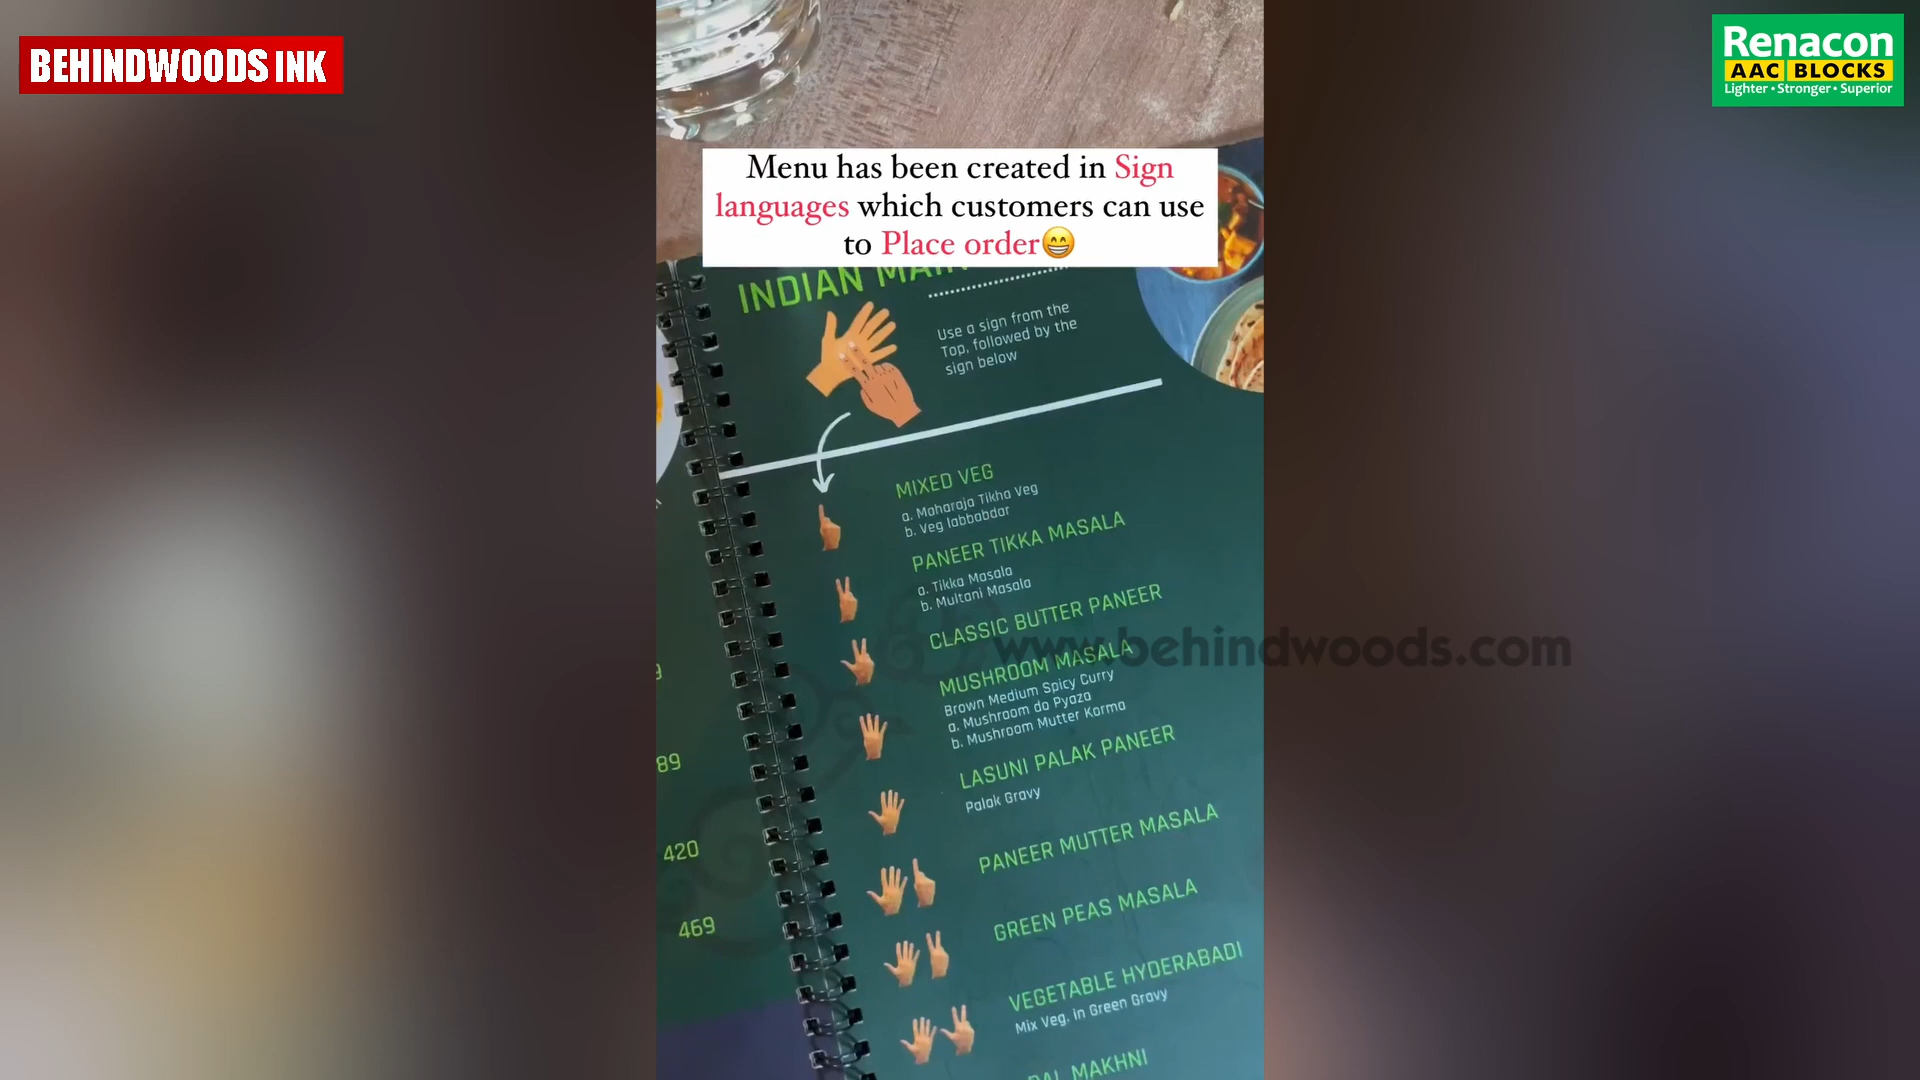 BEHINDWOODS INK
Renacon
AAC BLOCKS
Lighter • Stronger • Superior
Menu has been created in Sign
languages which customers can use
to Place order😁
INDIAN
Use a sign from the
Top, followed by the
sign below
MIXED VEG
a. Maharaja Tikha Veg
b. Veg labbabdar
PANEER TIKKA MASALA
a. Tikka Masala
b. Multani Masala
CLASSIC BUTTER PANEER
www.behindwoods.com
MUSHROOM MASALA
Brown Medium Spicy Curry
a. Mushroom do Pyaza
b. Mushroom Mutter Korma
LASUNI PALAK PANEER
Palak Gravy
PANEER MUTTER MASALA
GREEN PEAS MASALA
VEGETABLE HYDERABADI
Mix Veg. in Green Gravy
DAL MAKHNI
89
420
469